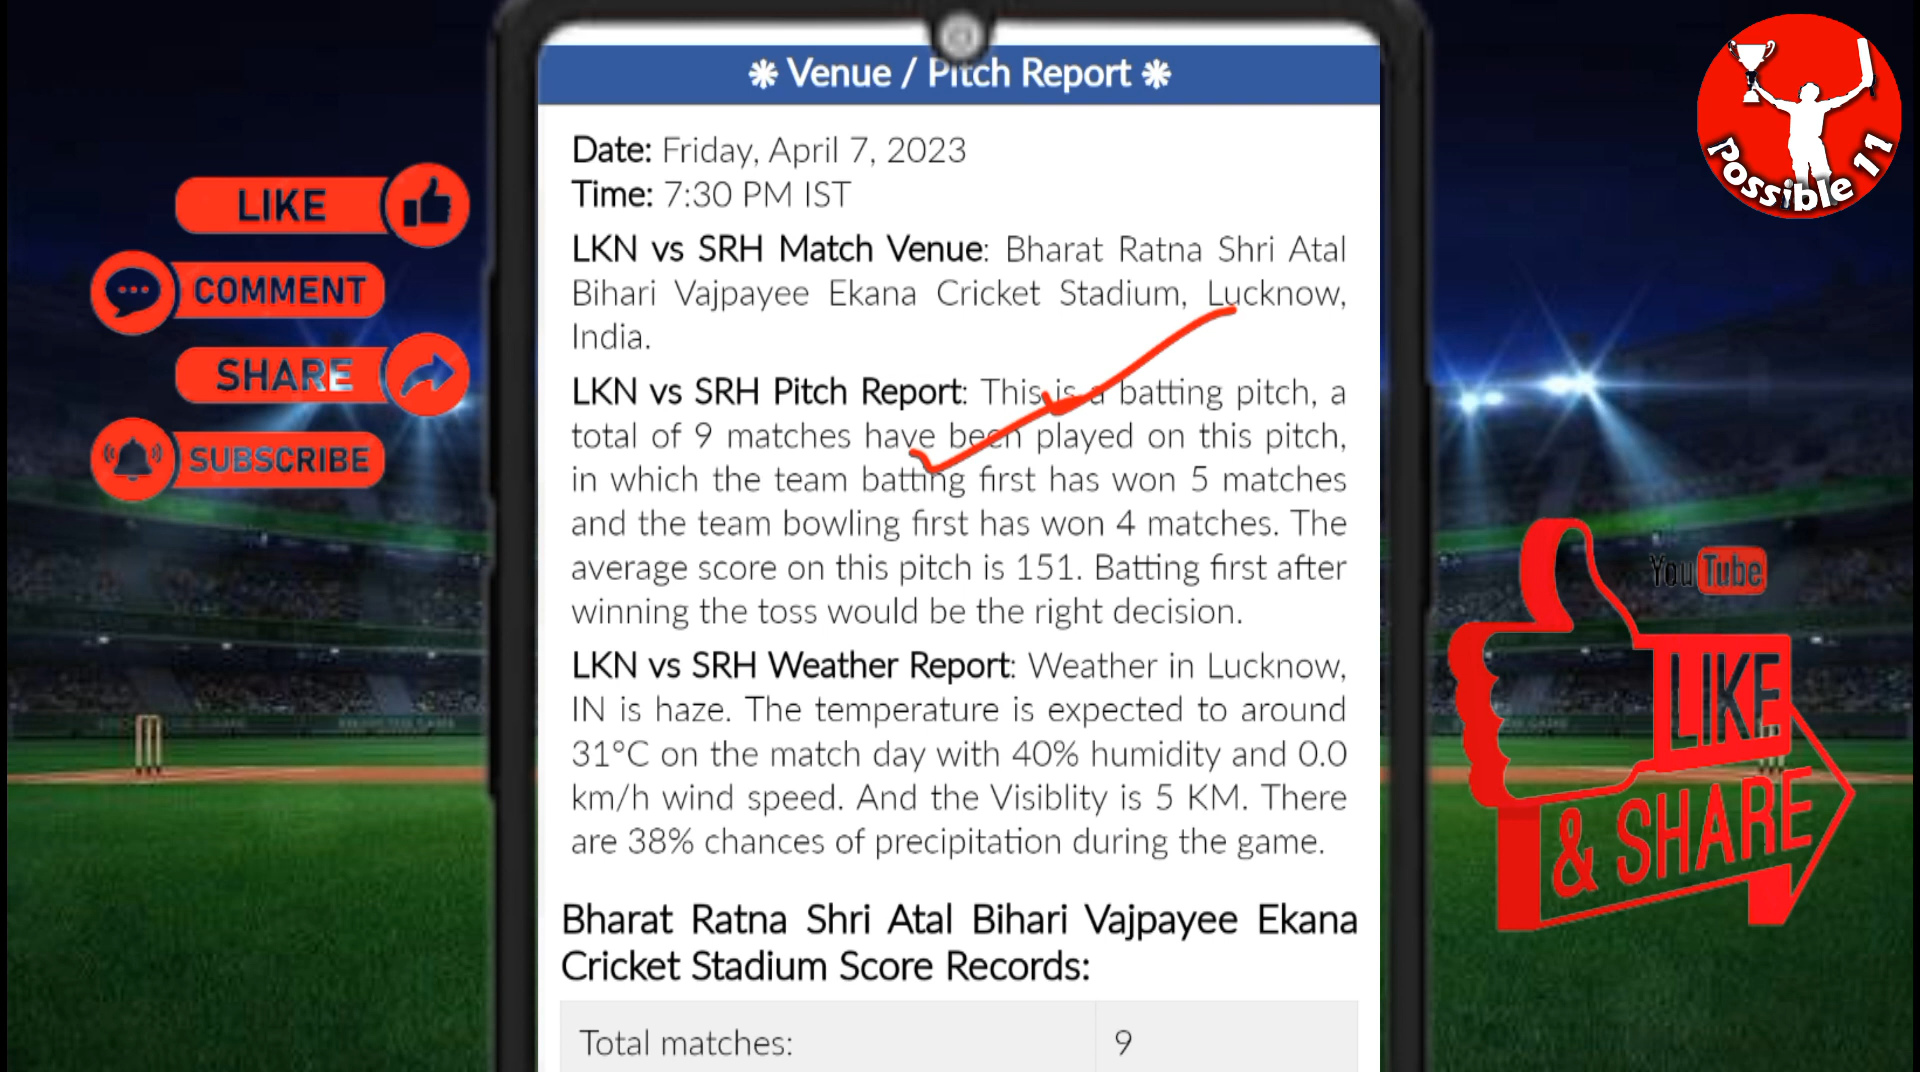 ✵ Venue / Pitch Report ✵
Date: Friday, April 7, 2023
Time: 7:30 PM IST
LKN vs SRH Match Venue: Bharat Ratna Shri Atal
Bihari Vajpayee Ekana Cricket Stadium, Lucknow,
India.
LKN vs SRH Pitch Report: This is a batting pitch, a
total of 9 matches have been played on this pitch,
in which the team batting first has won 5 matches
and the team bowling first has won 4 matches. The
average score on this pitch is 151. Batting first after
winning the toss would be the right decision.
LKN vs SRH Weather Report: Weather in Lucknow,
IN is haze. The temperature is expected to around
31°C on the match day with 40% humidity and 0.0
km/h wind speed. And the Visiblity is 5 KM. There
are 38% chances of precipitation during the game.
Bharat Ratna Shri Atal Bihari Vajpayee Ekana
Cricket Stadium Score Records:
Total matches: 9
LIKE
COMMENT
SHARE
SUBSCRIBE
Possible 11
YouTube
LIKE
& SHARE